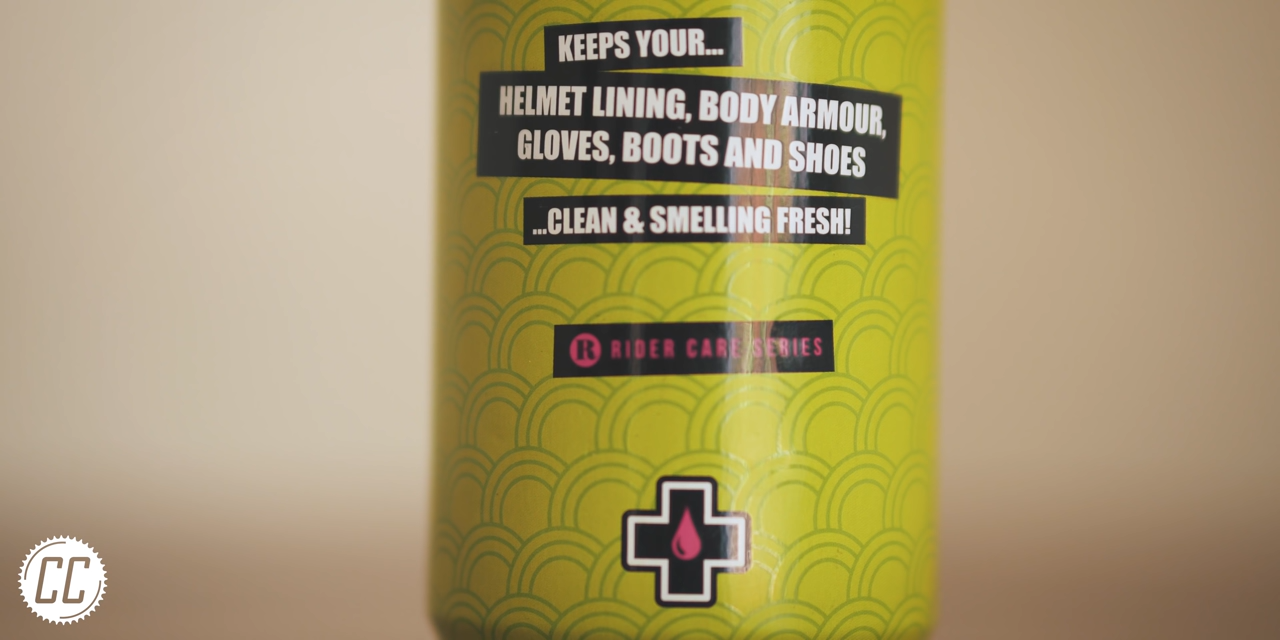 KEEPS YOUR...
HELMET LINING, BODY ARMOUR,
GLOVES, BOOTS AND SHOES
...CLEAN & SMELLING FRESH!
R RIDER CARE SERIES
CC